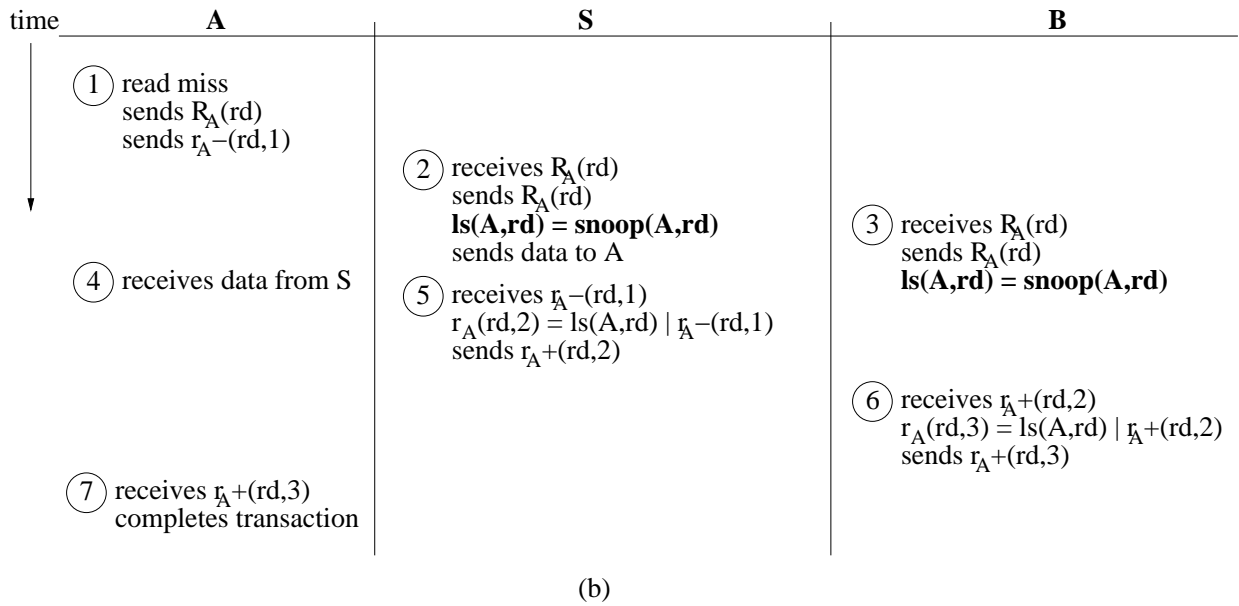 time A S B
1 read miss
sends R_A(rd)
sends r_A−(rd,1)
2 receives R_A(rd)
sends R_A(rd)
ls(A,rd) = snoop(A,rd)
sends data to A
3 receives R_A(rd)
sends R_A(rd)
ls(A,rd) = snoop(A,rd)
4 receives data from S
5 receives r_A−(rd,1)
r_A(rd,2) = ls(A,rd) | r_A−(rd,1)
sends r_A+(rd,2)
6 receives r_A+(rd,2)
r_A(rd,3) = ls(A,rd) | r_A+(rd,2)
sends r_A+(rd,3)
7 receives r_A+(rd,3)
completes transaction
(b)